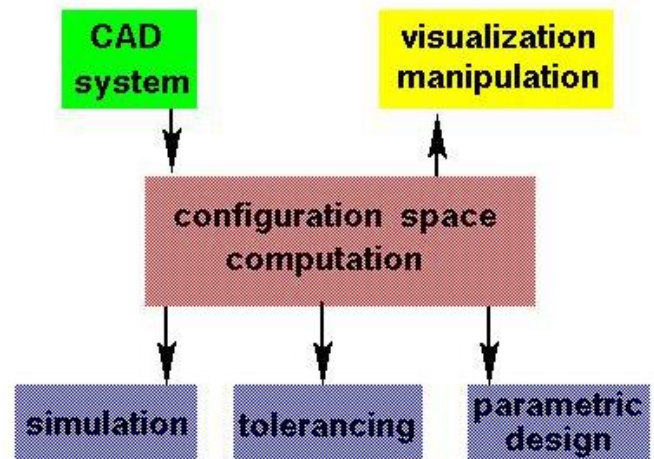 CAD
system
visualization
manipulation
configuration space
computation
simulation
tolerancing
parametric
design